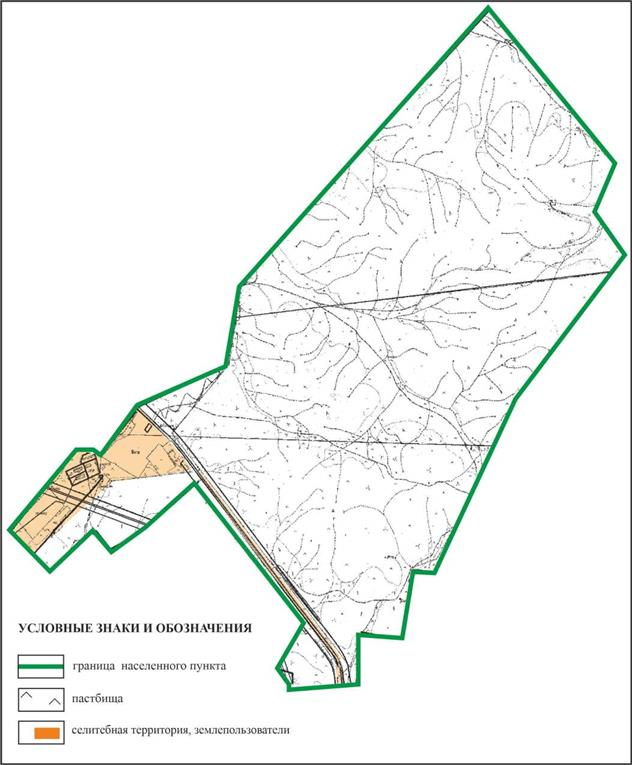 УСЛОВНЫЕ ЗНАКИ И ОБОЗНАЧЕНИЯ
граница населенного пункта
пастбища
селитебная территория, землепользователи